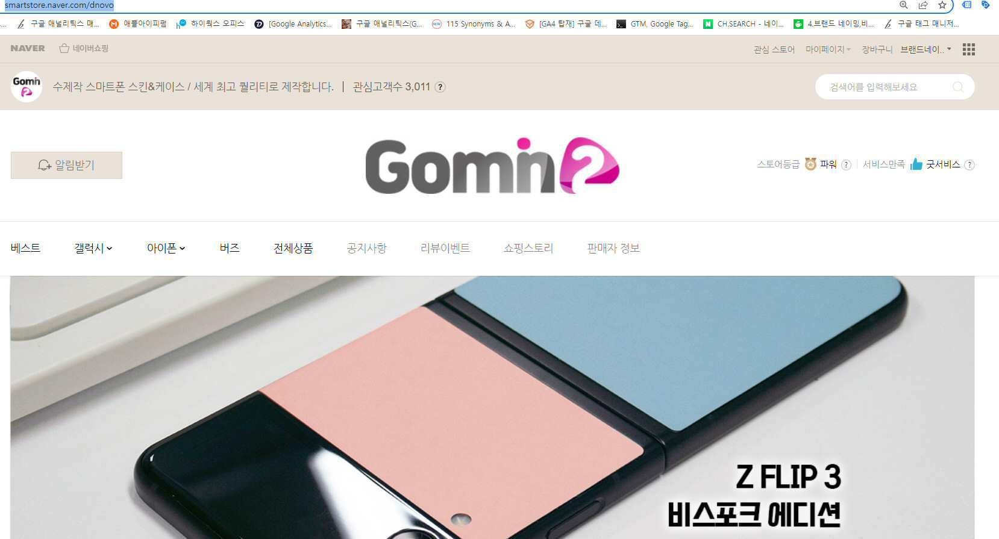 smartstore.naver.com/dnovo
... 구글 애널리틱스 매... 애플아이피펌 하이웍스 오피스 [Google Analytics... 구글 애널리틱스(G... 115 Synonyms & A... [GA4 탑재] 구글 데... GTM, Google Tag... CH.SEARCH - 네이... 4.브랜드 네이밍,비... 구글 태그 매니저...
NAVER 네이버쇼핑 관심 스토어 마이페이지 장바구니 브랜드네이..
Gomin2 수제작 스마트폰 스킨&케이스 / 세계 최고 퀄리티로 제작합니다. 관심고객수 3,011 ? 검색어를 입력해보세요
알림받기 Gomin2 스토어등급 파워 ? 서비스만족 굿서비스 ?
베스트 갤럭시 아이폰 버즈 전체상품 공지사항 리뷰이벤트 쇼핑스토리 판매자 정보
Z FLIP 3
비스포크 에디션